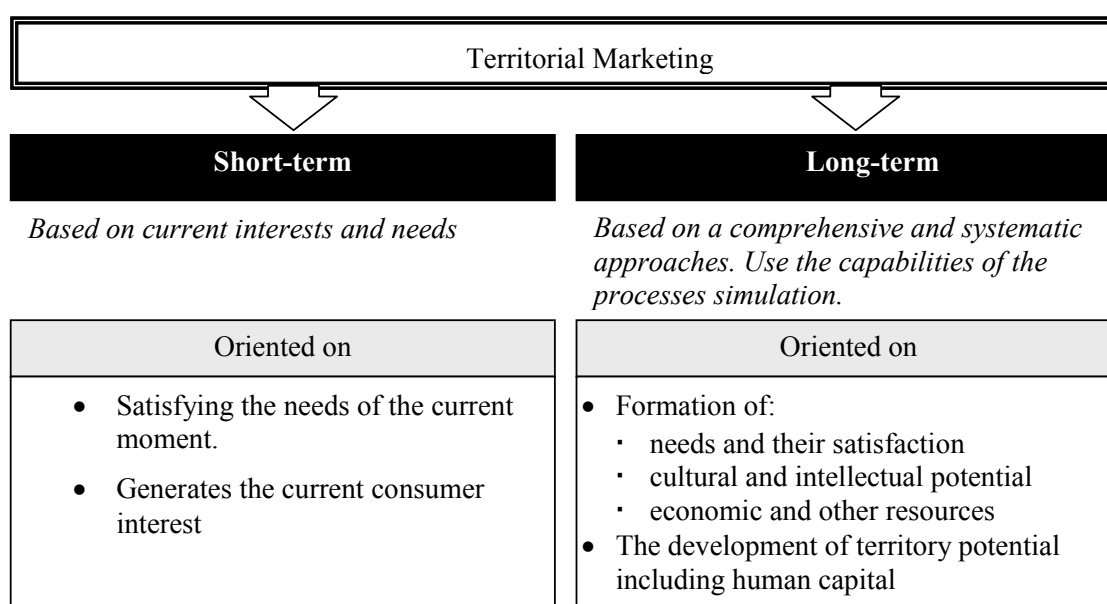 Territorial Marketing
Short-term
Based on current interests and needs
Oriented on
• Satisfying the needs of the current
moment.
• Generates the current consumer
interest
Long-term
Based on a comprehensive and systematic
approaches. Use the capabilities of the
processes simulation.
Oriented on
• Formation of:
▪ needs and their satisfaction
▪ cultural and intellectual potential
▪ economic and other resources
• The development of territory potential
including human capital